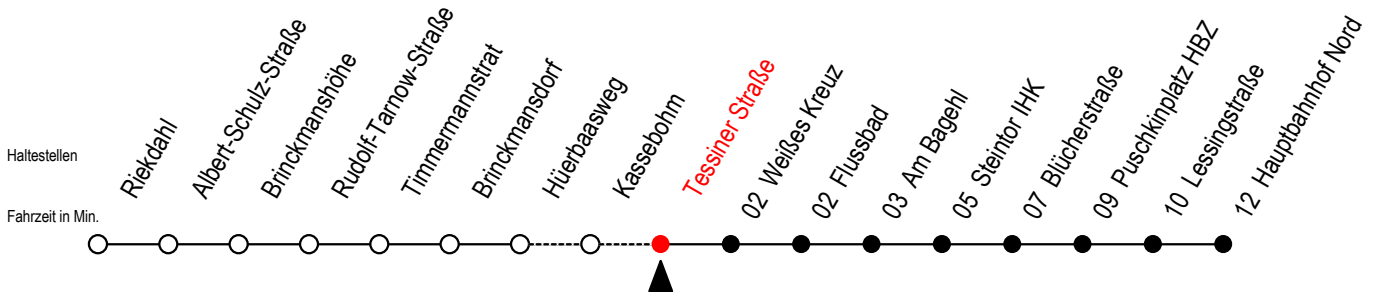 Haltestellen
Fahrzeit in Min.
Riekdahl
Albert-Schulz-Straße
Brinckmanshöhe
Rudolf-Tarnow-Straße
Timmermannstrat
Brinckmansdorf
Hüerbaasweg
Kassebohm
Tessiner Straße
02 Weißes Kreuz
02 Flussbad
03 Am Bagehl
05 Steintor IHK
07 Blücherstraße
09 Puschkinplatz HBZ
10 Lessingstraße
12 Hauptbahnhof Nord